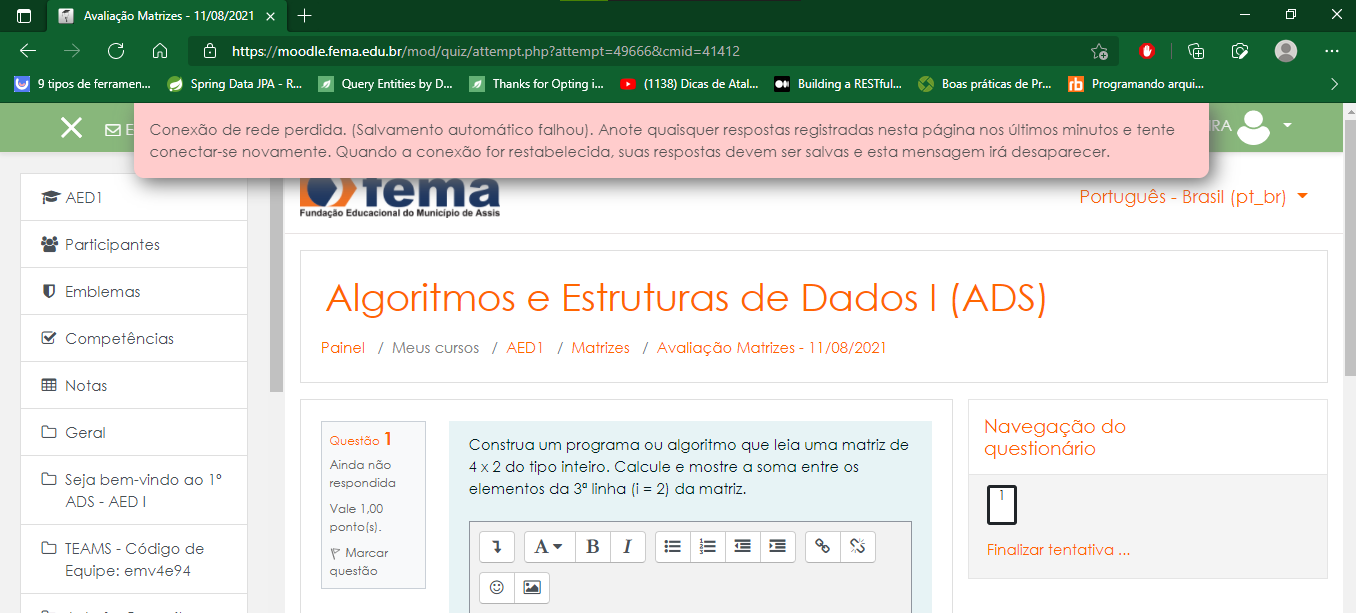 Avaliação Matrizes - 11/08/2021
https://moodle.fema.edu.br/mod/quiz/attempt.php?attempt=49666&cmid=41412
9 tipos de ferramen...
Spring Data JPA - R...
Query Entities by D...
Thanks for Opting i...
(1138) Dicas de Atal...
Building a RESTful...
Boas práticas de Pr...
Programando arqui...
Conexão de rede perdida. (Salvamento automático falhou). Anote quaisquer respostas registradas nesta página nos últimos minutos e tente
conectar-se novamente. Quando a conexão for restabelecida, suas respostas devem ser salvas e esta mensagem irá desaparecer.
fema
Fundação Educacional do Município de Assis
Português - Brasil (pt_br)
AED1
Participantes
Emblemas
Competências
Notas
Geral
Seja bem-vindo ao 1º
ADS - AED I
TEAMS - Código de
Equipe: emv4e94
Algoritmos e Estruturas de Dados I (ADS)
Painel / Meus cursos / AED1 / Matrizes / Avaliação Matrizes - 11/08/2021
Questão 1
Ainda não
respondida
Vale 1,00
ponto(s).
Marcar
questão
Construa um programa ou algoritmo que leia uma matriz de
4 x 2 do tipo inteiro. Calcule e mostre a soma entre os
elementos da 3ª linha (i = 2) da matriz.
A B I
Navegação do
questionário
1
Finalizar tentativa ...